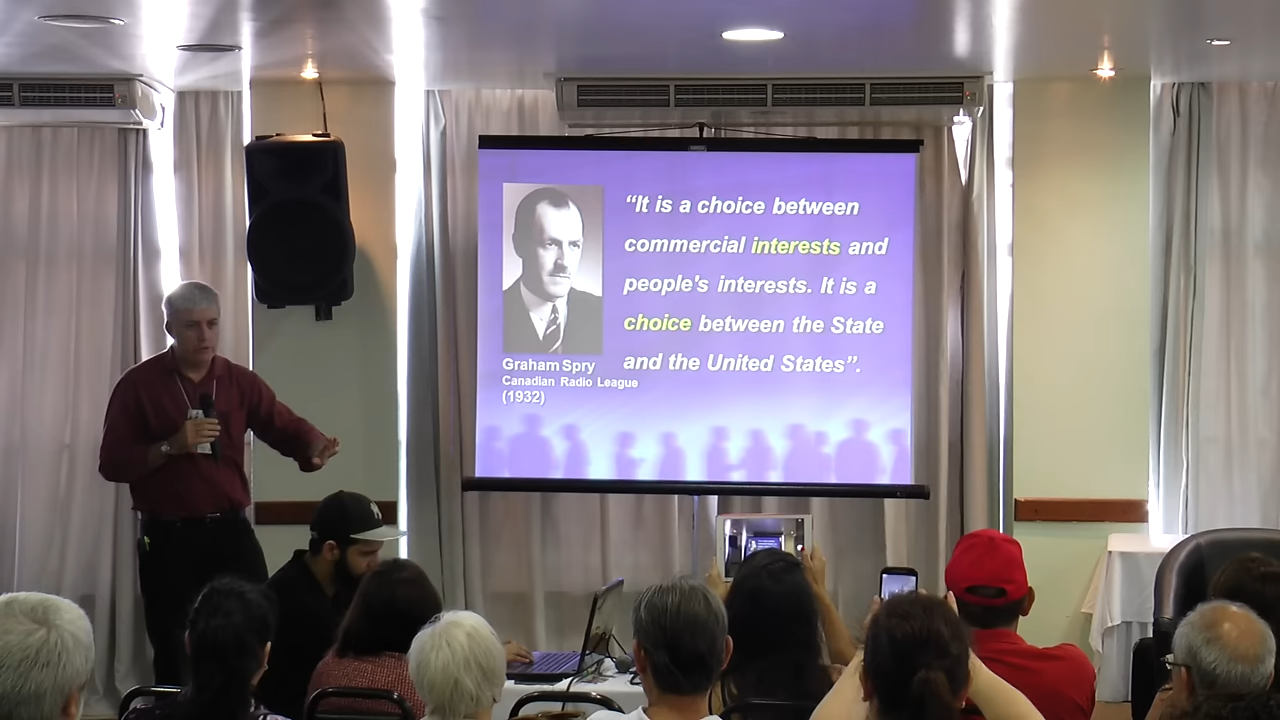 “It is a choice between
commercial interests and
people's interests. It is a
choice between the State
and the United States”.
Graham Spry
Canadian Radio League
(1932)